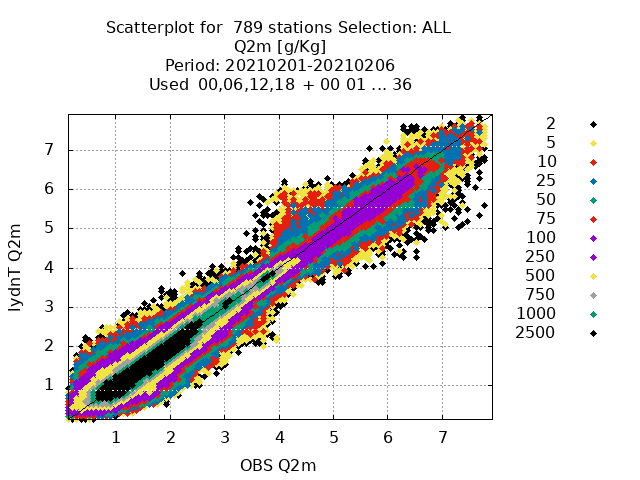 Scatterplot for  789 stations Selection: ALL
Q2m [g/Kg]
Period: 20210201-20210206
Used 00,06,12,18 + 00 01 ... 36
2
5
10
25
50
75
100
250
500
750
1000
2500
7
6
5
4
3
2
1
1 2 3 4 5 6 7
lydnT Q2m
OBS Q2m